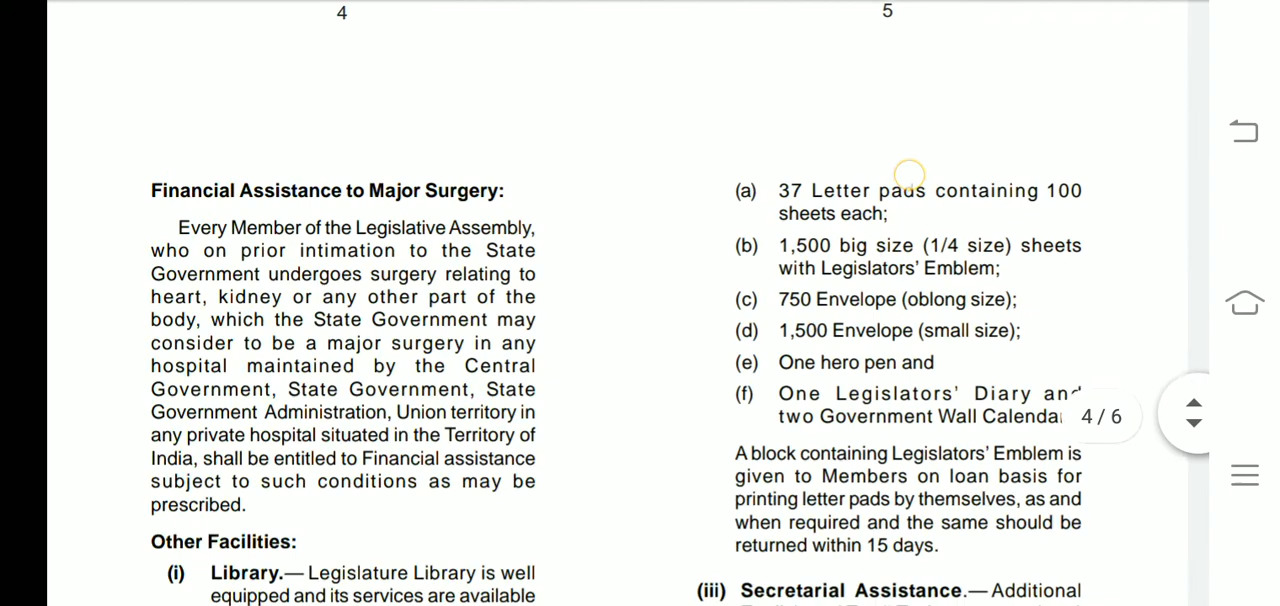 4
Financial Assistance to Major Surgery:
Every Member of the Legislative Assembly,
who on prior intimation to the State
Government undergoes surgery relating to
heart, kidney or any other part of the
body, which the State Government may
consider to be a major surgery in any
hospital maintained by the Central
Government, State Government, State
Government Administration, Union territory in
any private hospital situated in the Territory of
India, shall be entitled to Financial assistance
subject to such conditions as may be
prescribed.
Other Facilities:
(i) Library.— Legislature Library is well
equipped and its services are available
5
(a) 37 Letter pads containing 100
sheets each;
(b) 1,500 big size (1/4 size) sheets
with Legislators' Emblem;
(c) 750 Envelope (oblong size);
(d) 1,500 Envelope (small size);
(e) One hero pen and
(f) One Legislators' Diary and
two Government Wall
A block containing Legislators' Emblem is
given to Members on loan basis for
printing letter pads by themselves, as and
when required and the same should be
returned within 15 days.
(iii) Secretarial Assistance.— Additional
4 / 6